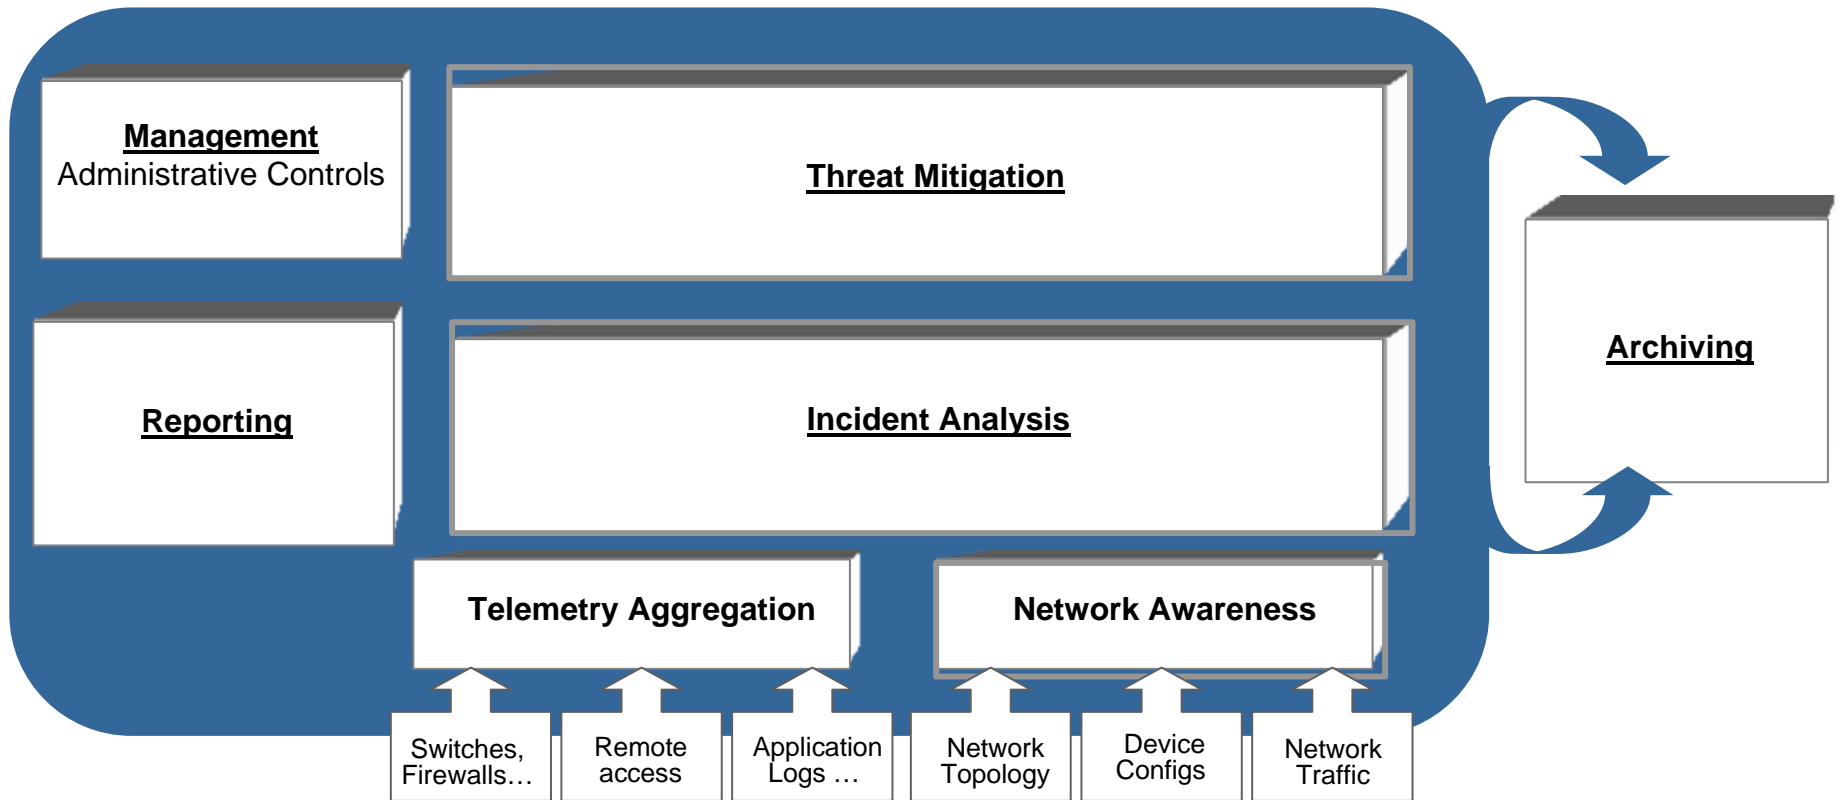 Management
Administrative Controls
Threat Mitigation
Reporting
Incident Analysis
Archiving
Telemetry Aggregation
Network Awareness
Switches,
Firewalls…
Remote
access
Application
Logs …
Network
Topology
Device
Configs
Network
Traffic